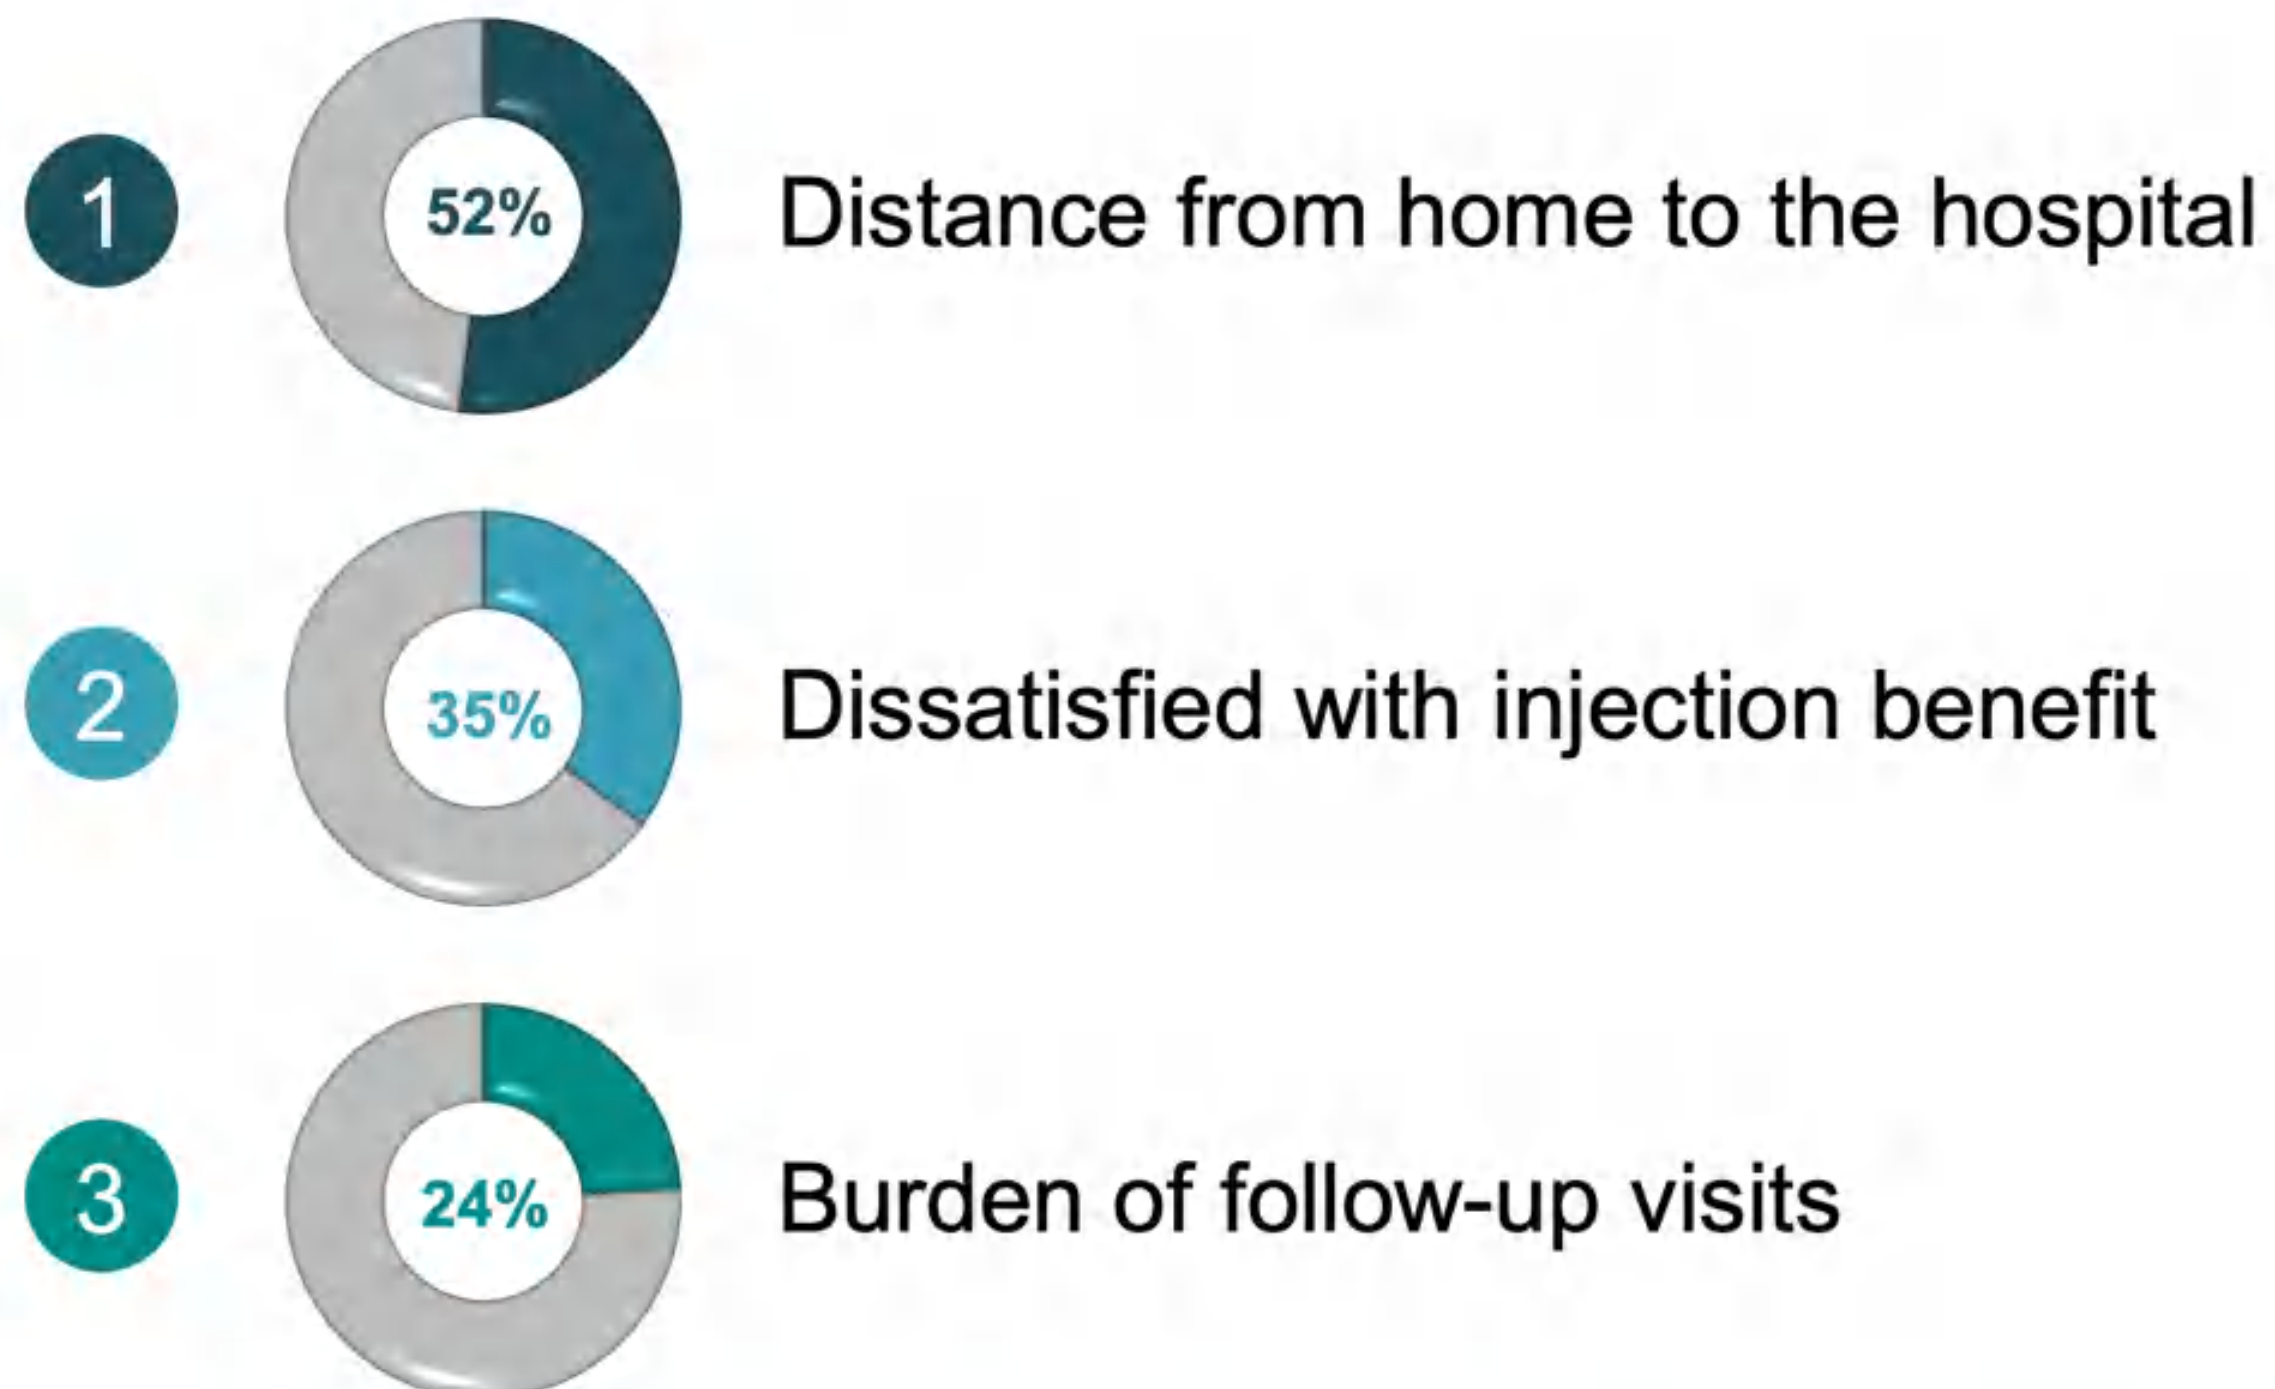 1
52%
Distance from home to the hospital
2
35%
Dissatisfied with injection benefit
3
24%
Burden of follow-up visits